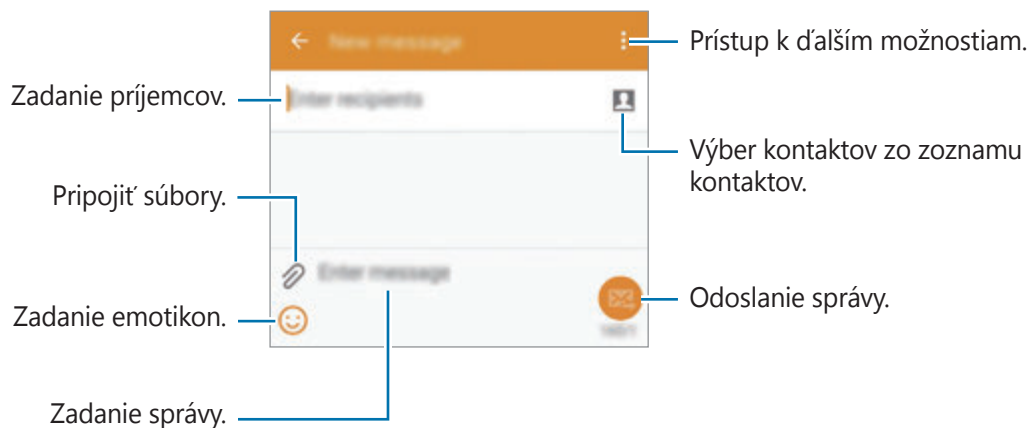 New message
Prístup k ďalším možnostiam.
Zadanie príjemcov.
Enter recipients
Výber kontaktov zo zoznamu
kontaktov.
Pripojiť súbory.
Enter message
Zadanie emotikon.
Odoslanie správy.
Zadanie správy.